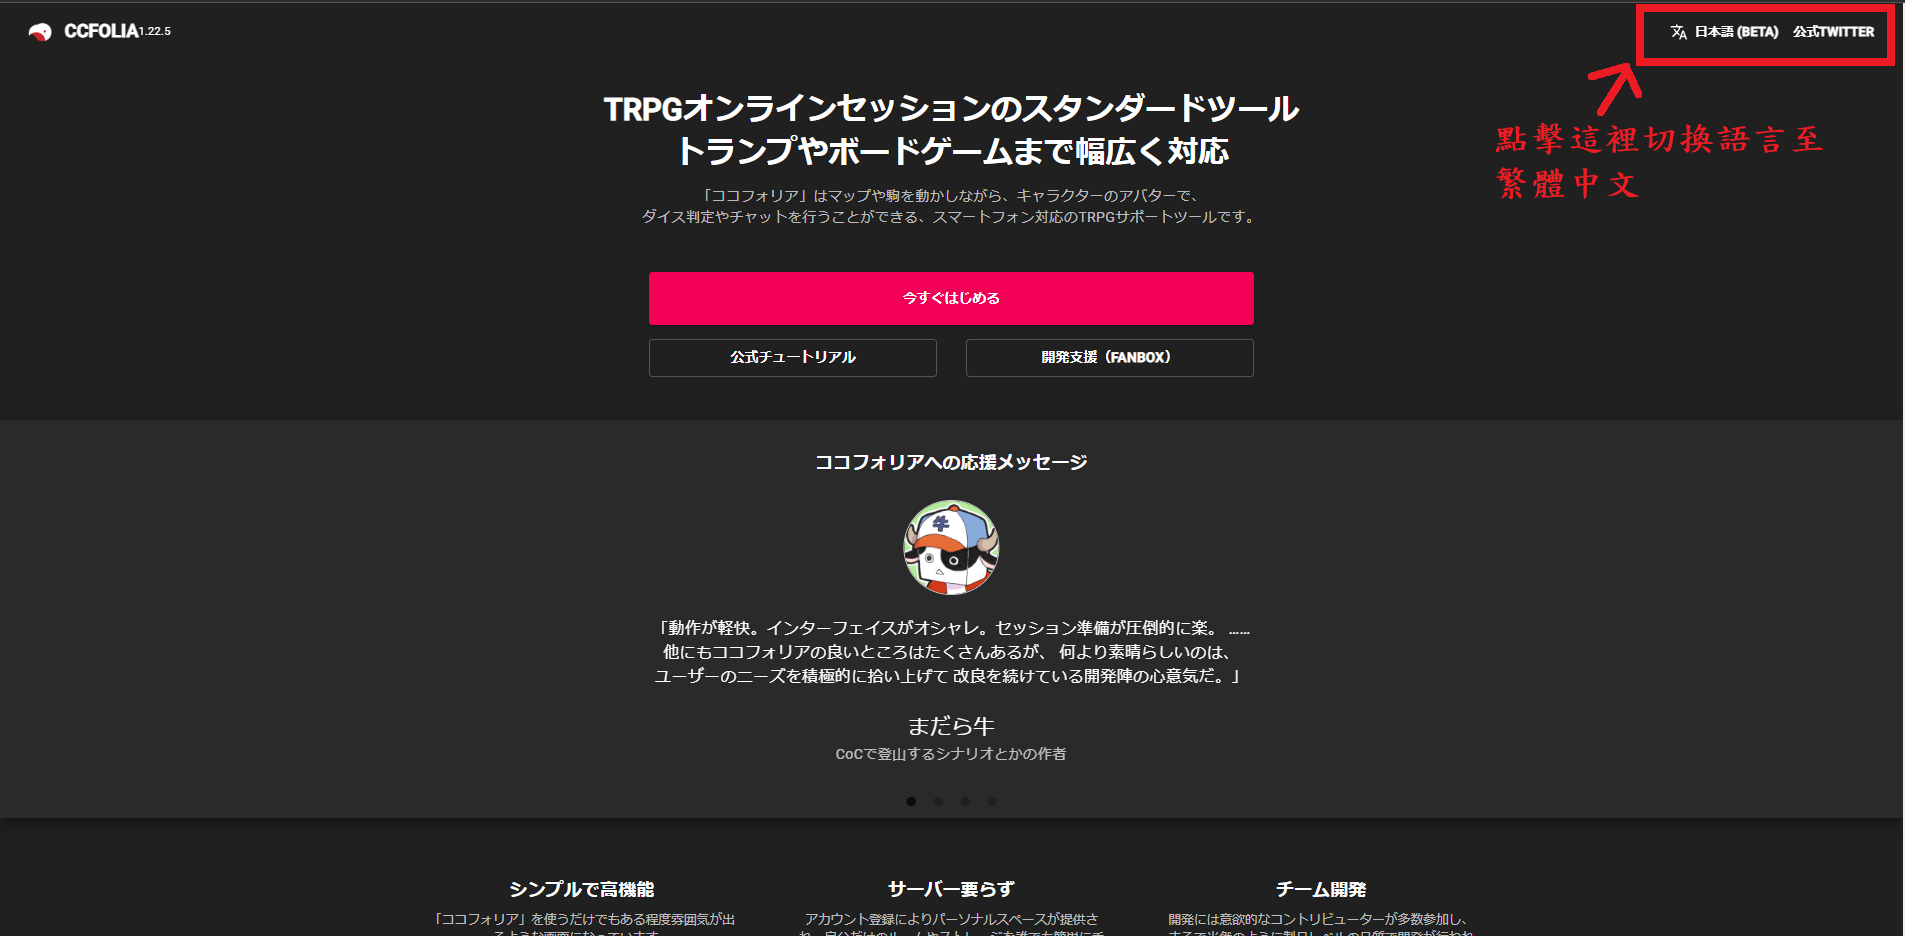 CCFOLIA1.22.5
日本語 (BETA) 公式TWITTER
點擊這裡切換語言至
繁體中文
TRPGオンラインセッションのスタンダードツール
トランプやボードゲームまで幅広く対応
「ココフォリア」はマップや駒を動かしながら、キャラクターのアバターで、
ダイス判定やチャットを行うことができる、スマートフォン対応のTRPGサポートツールです。
今すぐはじめる
公式チュートリアル
開発支援（FANBOX）
ココフォリアへの応援メッセージ
牛
「動作が軽快。インターフェイスがオシャレ。セッション準備が圧倒的に楽。 ……
他にもココフォリアの良いところはたくさんあるが、 何より素晴らしいのは、
ユーザーのニーズを積極的に拾い上げて 改良を続けている開発陣の心意気だ。」
まだら牛
CoCで登山するシナリオとかの作者
シンプルで高機能
「ココフォリア」を使うだけでもある程度雰囲気が出
サーバー要らず
アカウント登録によりパーソナルスペースが提供さ
チーム開発
開発には意欲的なコントリビューターが多数参加し、